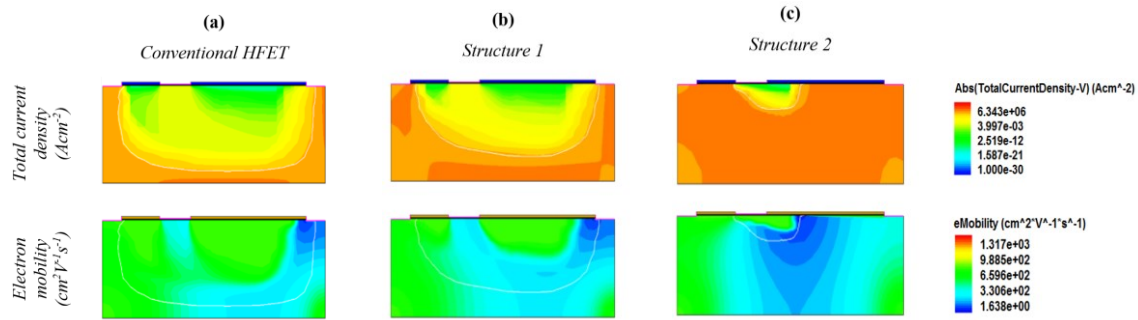 (a)
(b)
(c)
Conventional HFET
Structure 1
Structure 2
Total current
density
(Acm⁻²)
Abs(TotalCurrentDensity-V) (Acm^-2)
6.343e+06
3.997e-03
2.519e-12
1.587e-21
1.000e-30
Electron
mobility
(cm²V⁻¹s⁻¹)
eMobility (cm^2*V^-1*s^-1)
1.317e+03
9.885e+02
6.596e+02
3.306e+02
1.638e+00